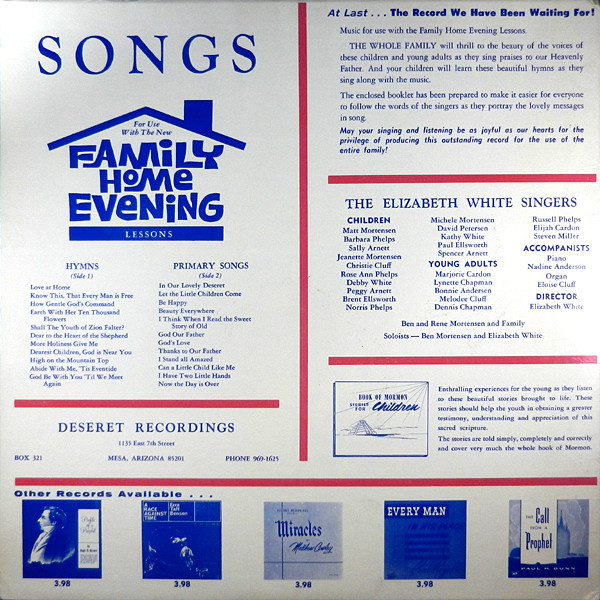 SONGS
For Use
With The New
FAMILY
HOME
EVENING
LESSONS
HYMNS
(Side 1)
Love at Home
Know This, That Every Man is Free
How Gentle God's Command
Earth With Her Ten Thousand
Flowers
Shall The Youth of Zion Falter?
Dear to the Heart of the Shepherd
More Holiness Give Me
Dearest Children, God is Near You
High on the Mountain Top
Abide With Me, 'Tis Eventide
God Be With You 'Til We Meet
Again
PRIMARY SONGS
(Side 2)
In Our Lovely Deseret
Let the Little Children Come
Be Happy
Beauty Everywhere
I Think When I Read the Sweet
Story of Old
God Our Father
God's Love
Thanks to Our Father
I Stand all Amazed
Can a Little Child Like Me
I Have Two Little Hands
Now the Day is Over
DESERET RECORDINGS
1135 East 7th Street
BOX 321 MESA, ARIZONA 85201 PHONE 969-1625
At Last . . . The Record We Have Been Waiting For!
Music for use with the Family Home Evening Lessons.
THE WHOLE FAMILY will thrill to the beauty of the voices of
these children and young adults as they sing praises to our Heavenly
Father. And your children will learn these beautiful hymns as they
sing along with the music.
The enclosed booklet has been prepared to make it easier for everyone
to follow the words of the singers as they portray the lovely messages
in song.
May your singing and listening be as joyful as our hearts for the
privilege of producing this outstanding record for the use of the
entire family!
THE ELIZABETH WHITE SINGERS
CHILDREN
Matt Mortensen
Barbara Phelps
Sally Arnett
Jeanette Mortensen
Christie Cluff
Rose Ann Phelps
Debby White
Peggy Arnett
Brent Ellsworth
Norris Phelps
Michele Mortensen
David Petersen
Kathy White
Paul Ellsworth
Spencer Arnett
YOUNG ADULTS
Marjorie Cardon
Lynette Chapman
Bonnie Andersen
Melodee Cluff
Dennis Chapman
Russell Phelps
Elijah Cardon
Steven Miller
ACCOMPANISTS
Piano
Nadine Anderson
Organ
Eloise Cluff
DIRECTOR
Elizabeth White
Ben and Rene Mortensen and Family
Soloists — Ben Mortensen and Elizabeth White
BOOK OF MORMON
STORIES FOR Children
Enthralling experiences for the young as they listen
to these beautiful stories brought to life. These
stories should help the youth in obtaining a greater
testimony, understanding and appreciation of this
sacred scripture.
The stories are told simply, completely and correctly
and cover very much the whole book of Mormon.
Other Records Available . . .
Profile
of a
Prophet
3.98
A
RACE
AGAINST
TIME
Ezra
Taft
Benson
3.98
Miracles
Matthew Cowley
3.98
EVERY MAN
IN HIS PLACE
3.98
THE
Call
FROM A
Prophet
PAUL H. DUNN
3.98